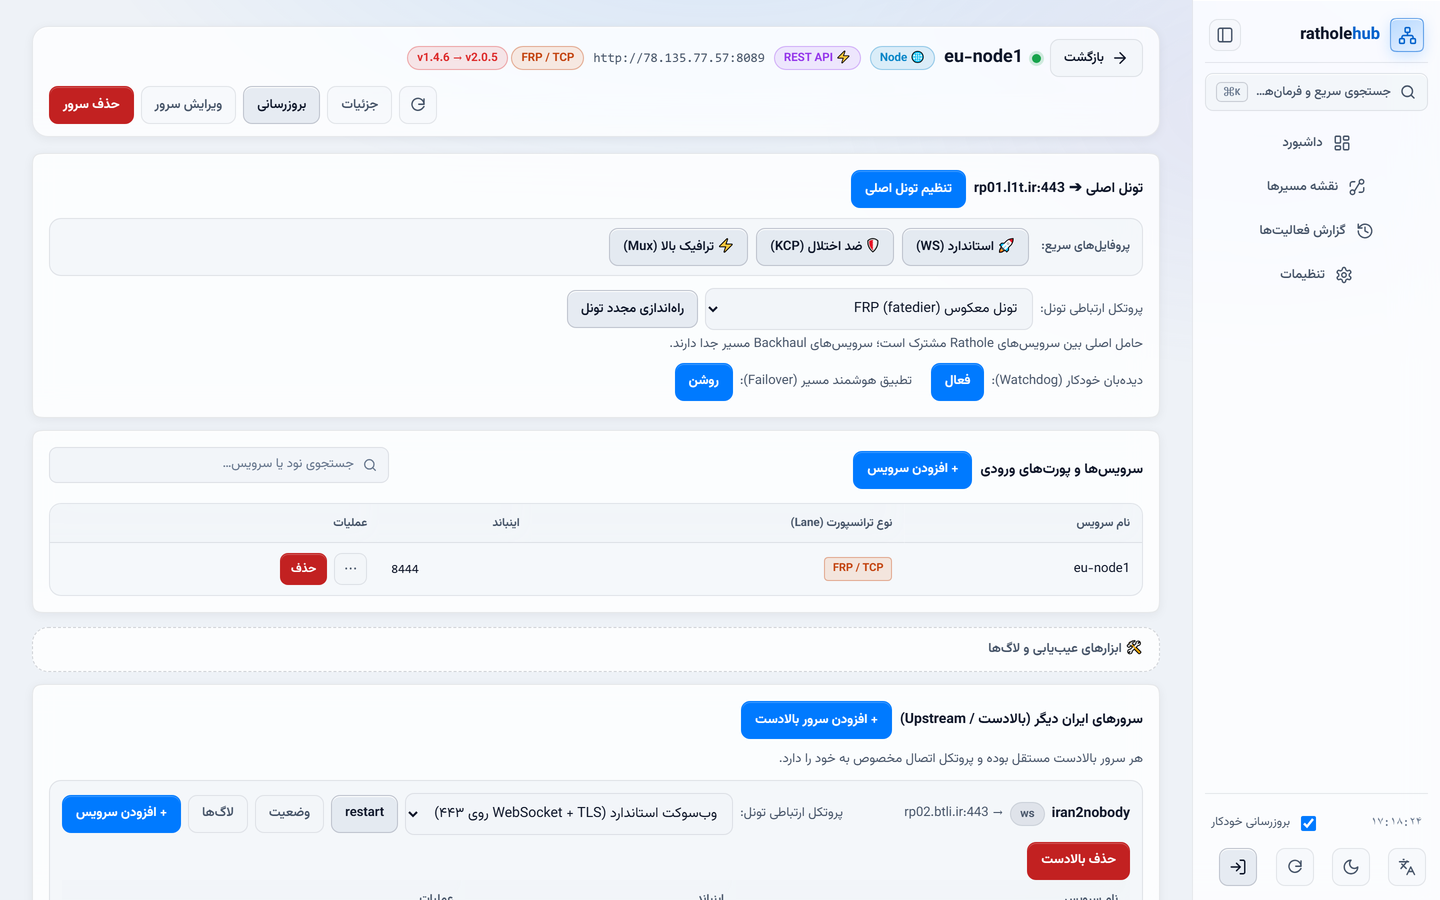 ratholehub
جستجوی سریع و فرمان‌ه... ⌘K
داشبورد
نقشه مسیرها
گزارش فعالیت‌ها
تنظیمات
۱۷:۱۸:۲۴ بروزرسانی خودکار
بازگشت eu-node1 Node REST API http://78.135.77.57:8089 FRP / TCP v1.4.6 → v2.0.5
جزئیات بروزرسانی ویرایش سرور حذف سرور
تونل اصلی ➔ rp01.l1t.ir:443 تنظیم تونل اصلی
پروفایل‌های سریع: 🚀 استاندارد (WS) 🛡️ ضد اختلال (KCP) ⚡ ترافیک بالا (Mux)
پروتکل ارتباطی تونل: تونل معکوس FRP (fatedier) راه‌اندازی مجدد تونل
حامل اصلی بین سرویس‌های Rathole مشترک است؛ سرویس‌های Backhaul مسیر جدا دارند.
دیده‌بان خودکار (Watchdog): فعال تطبیق هوشمند مسیر (Failover): روشن
سرویس‌ها و پورت‌های ورودی + افزودن سرویس جستجوی نود یا سرویس...
نام سرویس نوع ترانسپورت (Lane) اینباند عملیات
eu-node1 FRP / TCP 8444 ⋯ حذف
🛠️ ابزارهای عیب‌یابی و لاگ‌ها
سرورهای ایران دیگر (بالادست / Upstream) + افزودن سرور بالادست
هر سرور بالادست مستقل بوده و پروتکل اتصال مخصوص به خود را دارد.
iran2nobody ws → rp02.btli.ir:443 پروتکل ارتباطی تونل: وب‌سوکت استاندارد (WebSocket + TLS روی ۴۴۳) restart وضعیت لاگ‌ها + افزودن سرویس
حذف بالادست
نام سرویس اینباند عملیات